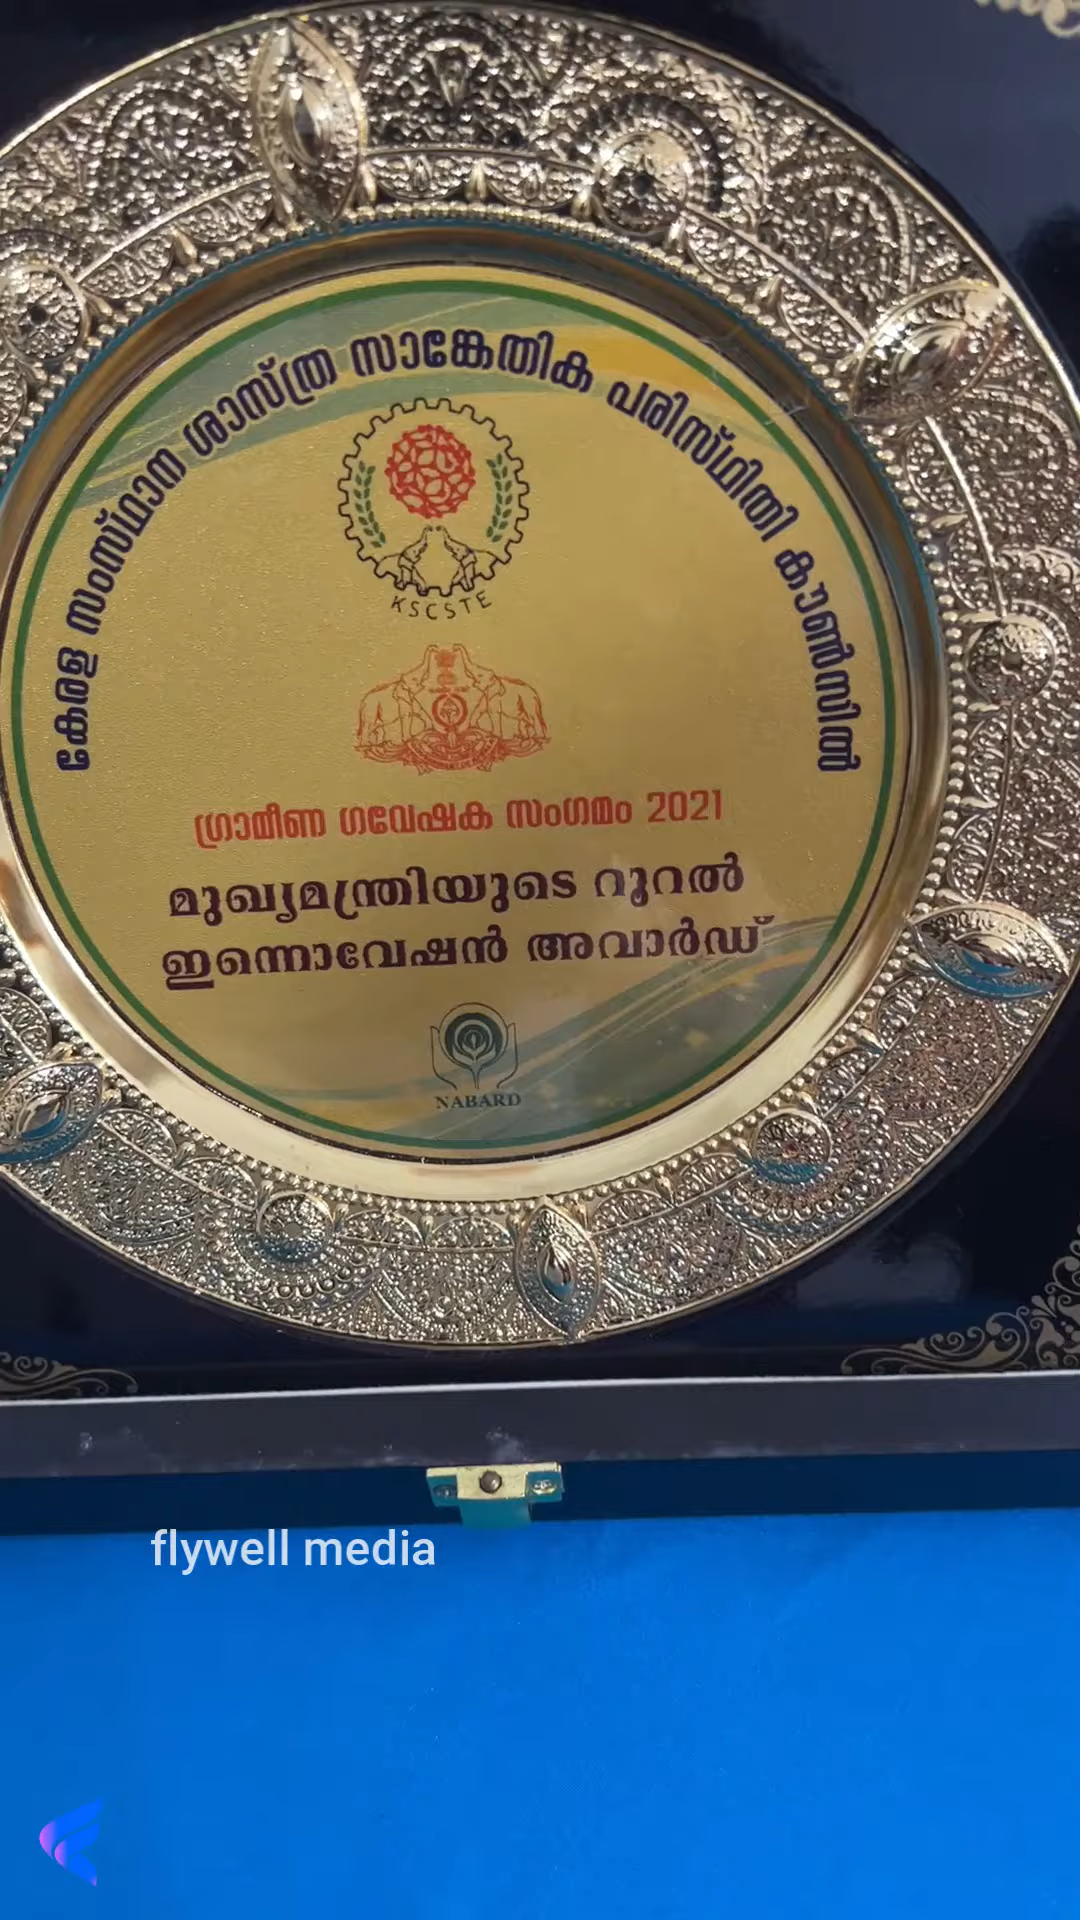 കേരള സംസ്ഥാന ശാസ്ത്ര സാങ്കേതിക പരിസ്ഥിതി കൗൺസിൽ
KSCSTE
ഗ്രാമീണ ഗവേഷക സംഗമം 2021
മുഖ്യമന്ത്രിയുടെ റൂറൽ
ഇന്നൊവേഷൻ അവാർഡ്
NABARD
flywell media